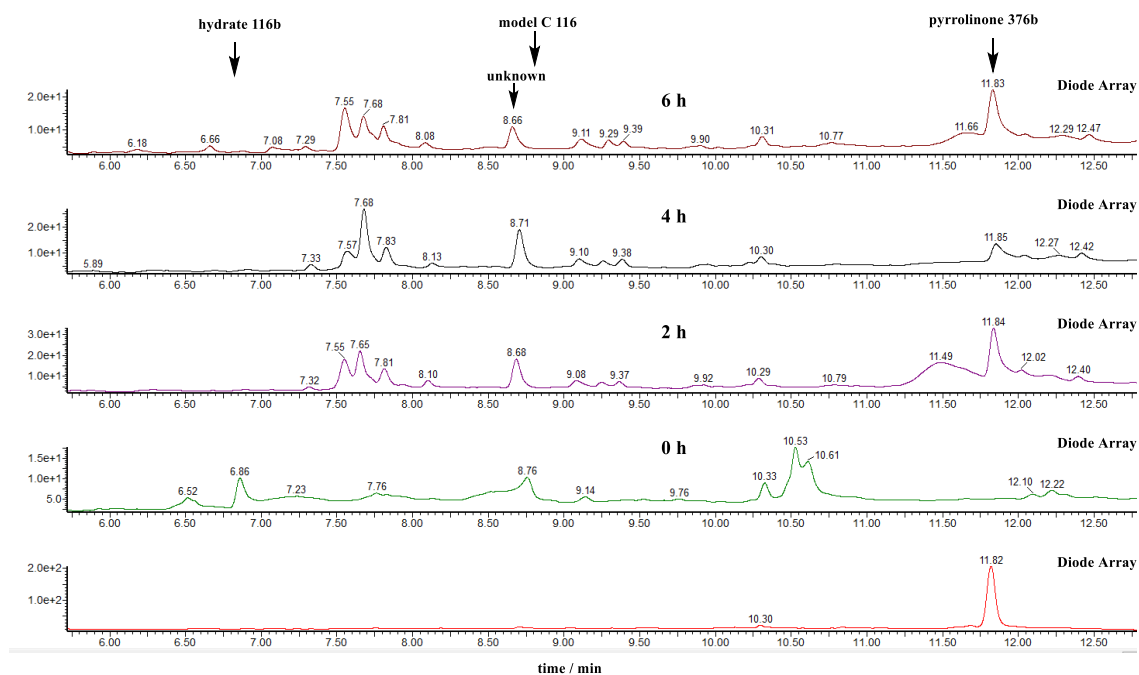 hydrate 116b
model C 116
pyrrolinone 376b
unknown
Diode Array
6 h
2.0e+1
1.0e+1
6.18 6.66 7.08 7.29 7.55 7.68 7.81 8.08 8.66 9.11 9.29 9.39 9.90 10.31 10.77 11.66 11.83 12.29 12.47
6.00 6.50 7.00 7.50 8.00 8.50 9.00 9.50 10.00 10.50 11.00 11.50 12.00 12.50
Diode Array
4 h
2.0e+1
1.0e+1
5.89 7.33 7.57 7.68 7.83 8.13 8.71 9.10 9.38 10.30 11.85 12.27 12.42
6.00 6.50 7.00 7.50 8.00 8.50 9.00 9.50 10.00 10.50 11.00 11.50 12.00 12.50
Diode Array
2 h
3.0e+1
2.0e+1
1.0e+1
7.32 7.55 7.65 7.81 8.10 8.68 9.08 9.37 9.92 10.29 10.79 11.49 11.84 12.02 12.40
6.00 6.50 7.00 7.50 8.00 8.50 9.00 9.50 10.00 10.50 11.00 11.50 12.00 12.50
Diode Array
0 h
1.5e+1
1.0e+1
5.0
6.52 6.86 7.23 7.76 8.76 9.14 9.76 10.33 10.53 10.61 12.10 12.22
6.00 6.50 7.00 7.50 8.00 8.50 9.00 9.50 10.00 10.50 11.00 11.50 12.00 12.50
Diode Array
2.0e+2
1.0e+2
10.30 11.82
6.00 6.50 7.00 7.50 8.00 8.50 9.00 9.50 10.00 10.50 11.00 11.50 12.00 12.50
time / min